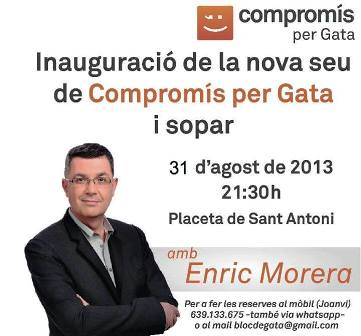 compromís
per Gata
Inauguració de la nova seu
de Compromís per Gata
i sopar
31 d'agost de 2013
21:30h
Placeta de Sant Antoni
amb
Enric Morera
Per a fer les reserves al mòbil (Joanvi)
639.133.675 -també via whatsapp-
o al mail blocdegata@gmail.com